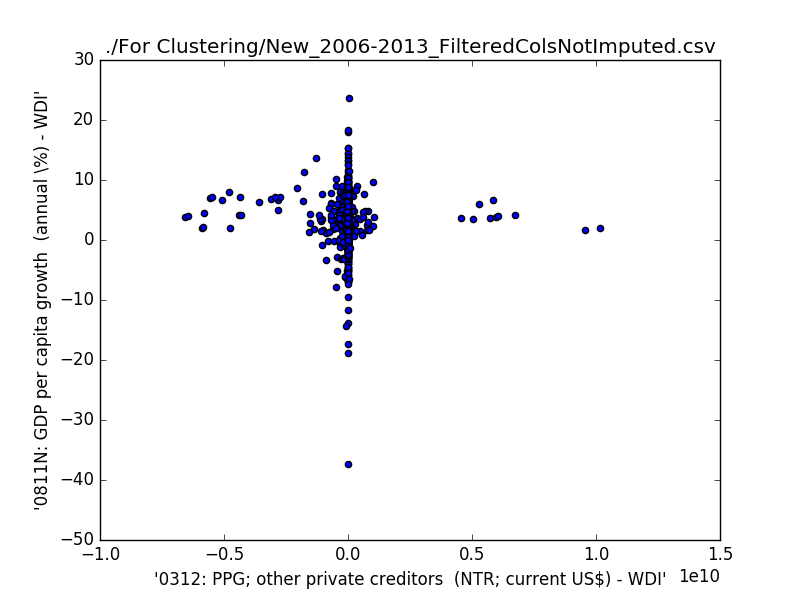 ./For Clustering/New_2006-2013_FilteredColsNotImputed.csv
30
20
10
0
−10
−20
−30
−40
−50
'0811N: GDP per capita growth  (annual \%) - WDI'
−1.0 −0.5 0.0 0.5 1.0 1.5
1e10
'0312: PPG; other private creditors  (NTR; current US$) - WDI'